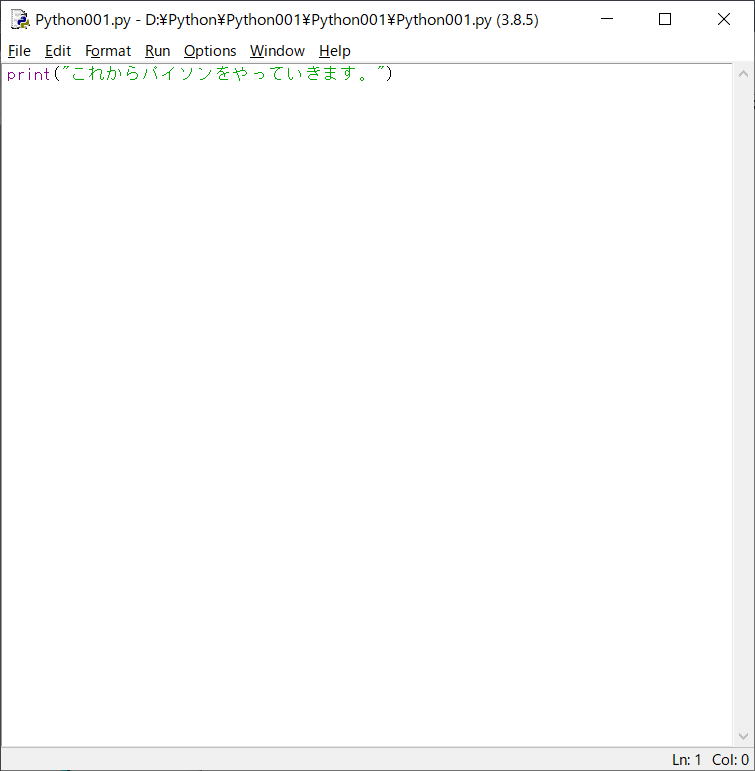 Python001.py - D:¥Python¥Python001¥Python001¥Python001.py (3.8.5)
File Edit Format Run Options Window Help
print("これからパイソンをやっていきます。")
Ln: 1 Col: 0